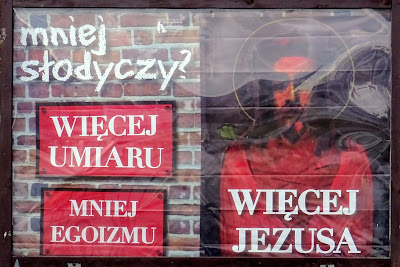 mniej
słodyczy?
WIĘCEJ
UMIARU
MNIEJ
EGOIZMU
WIĘCEJ
JEZUSA